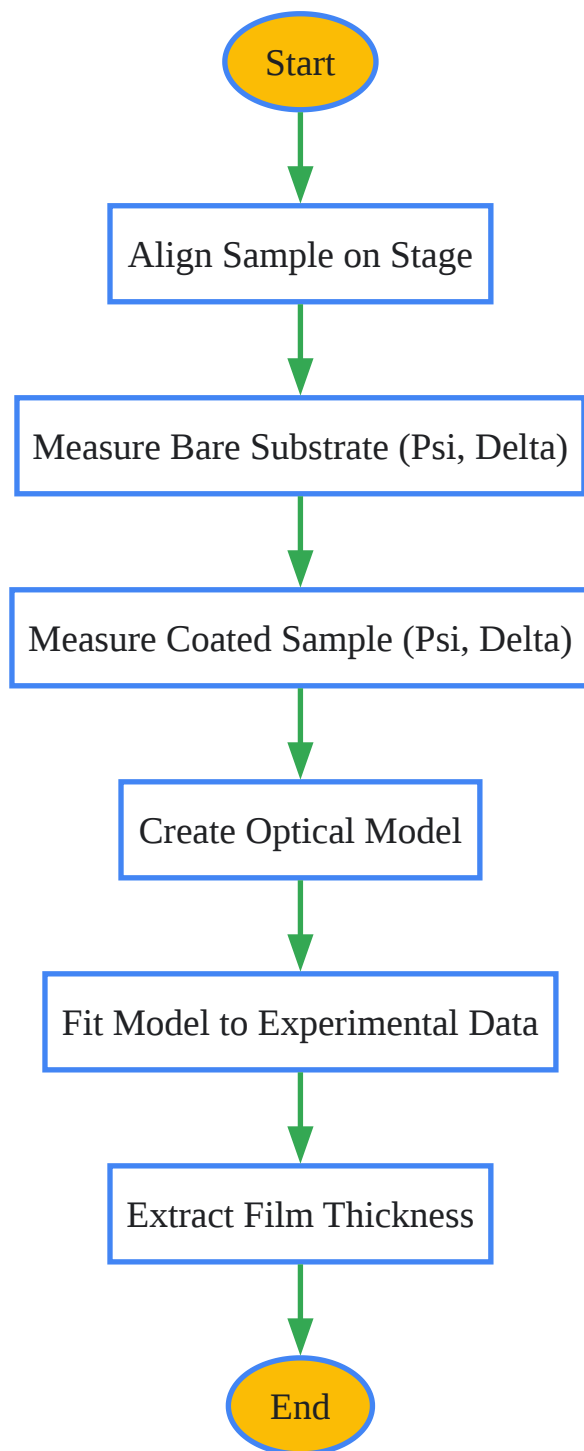 Start
Align Sample on Stage
Measure Bare Substrate (Psi, Delta)
Measure Coated Sample (Psi, Delta)
Create Optical Model
Fit Model to Experimental Data
Extract Film Thickness
End